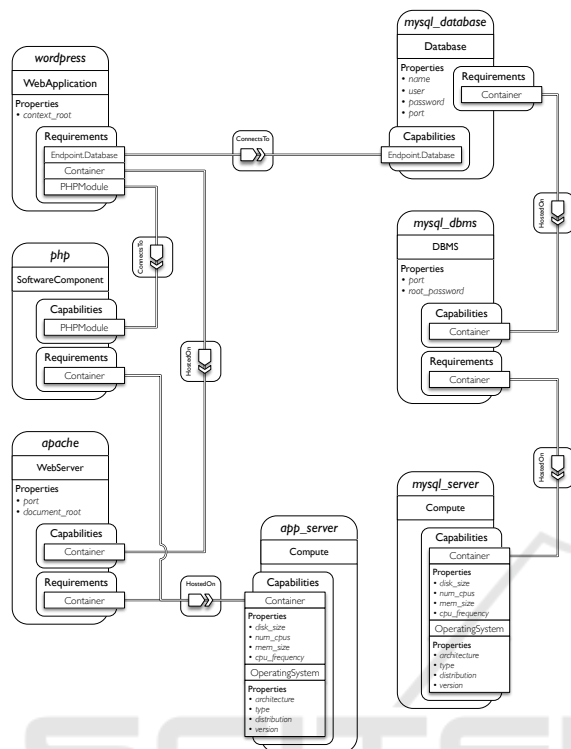 wordpress
WebApplication
Properties
• context_root
Requirements
Endpoint.Database
Container
PHPModule
ConnectsTo
mysql_database
Database
Properties
• name
• user
• password
• port
Requirements
Container
Capabilities
Endpoint.Database
HostedOn
ConnectsTo
php
SoftwareComponent
Capabilities
PHPModule
Requirements
Container
HostedOn
mysql_dbms
DBMS
Properties
• port
• root_password
Capabilities
Container
Requirements
Container
HostedOn
apache
WebServer
Properties
• port
• document_root
Capabilities
Container
Requirements
Container
HostedOn
app_server
Compute
Capabilities
Container
Properties
• disk_size
• num_cpus
• mem_size
• cpu_frequency
OperatingSystem
Properties
• architecture
• type
• distribution
• version
mysql_server
Compute
Capabilities
Container
Properties
• disk_size
• num_cpus
• mem_size
• cpu_frequency
OperatingSystem
Properties
• architecture
• type
• distribution
• version